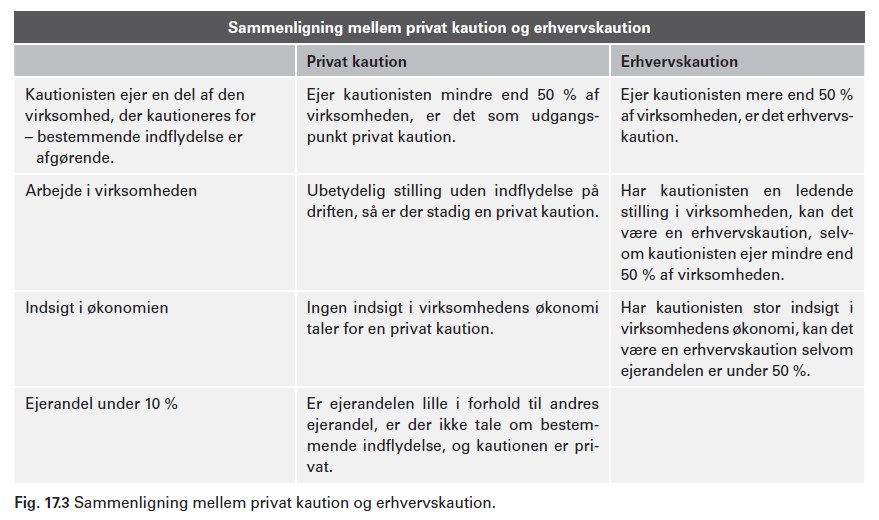 Sammenligning mellem privat kaution og erhvervskaution
Privat kaution
Erhvervskaution
Kautionisten ejer en del af den
virksomhed, der kautioneres for
– bestemmende indflydelse er
afgørende.
Ejer kautionisten mindre end 50 % af
virksomheden, er det som udgangs-
punkt privat kaution.
Ejer kautionisten mere end 50 %
af virksomheden, er det erhvervs-
kaution.
Arbejde i virksomheden
Ubetydelig stilling uden indflydelse på
driften, så er der stadig en privat kaution.
Har kautionisten en ledende
stilling i virksomheden, kan det
være en erhvervskaution, selv-
om kautionisten ejer mindre end
50 % af virksomheden.
Indsigt i økonomien
Ingen indsigt i virksomhedens økonomi
taler for en privat kaution.
Har kautionisten stor indsigt i
virksomhedens økonomi, kan det
være en erhvervskaution selvom
ejerandelen er under 50 %.
Ejerandel under 10 %
Er ejerandelen lille i forhold til andres
ejerandel, er der ikke tale om bestem-
mende indflydelse, og kautionen er pri-
vat.
Fig. 17.3 Sammenligning mellem privat kaution og erhvervskaution.